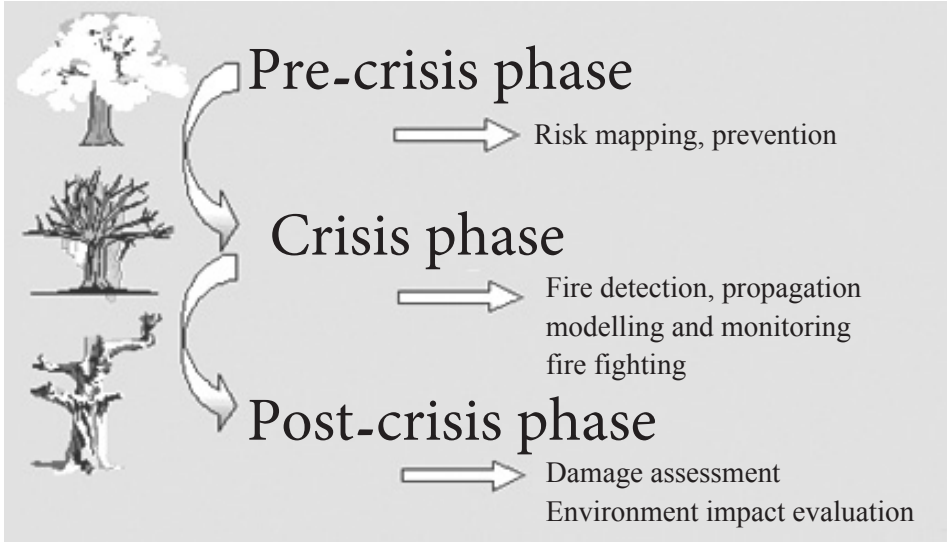 Pre-crisis phase
Risk mapping, prevention
Crisis phase
Fire detection, propagation
modelling and monitoring
fire fighting
Post-crisis phase
Damage assessment
Environment impact evaluation